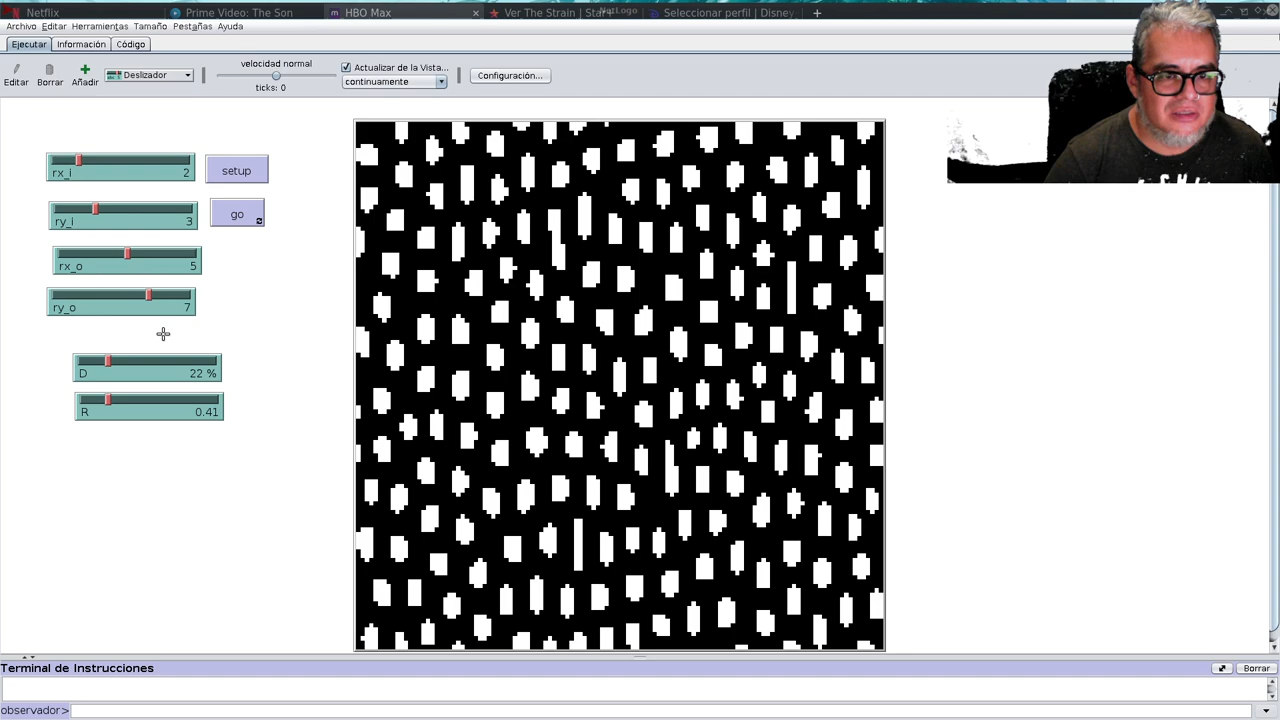 Netflix
Prime Video: The Son
HBO Max
Ver The Strain | Star+
NetLogo
Seleccionar perfil | Disney
Archivo Editar Herramientas Tamaño Pestañas Ayuda
Ejecutar Información Código
Editar Borrar Añadir Deslizador
velocidad normal
ticks: 0
Actualizar de la Vista...
continuamente
Configuración...
rx_i 2
setup
ry_i 3
go
rx_o 5
ry_o 7
D 22 %
R 0.41
Terminal de Instrucciones
Borrar
observador>